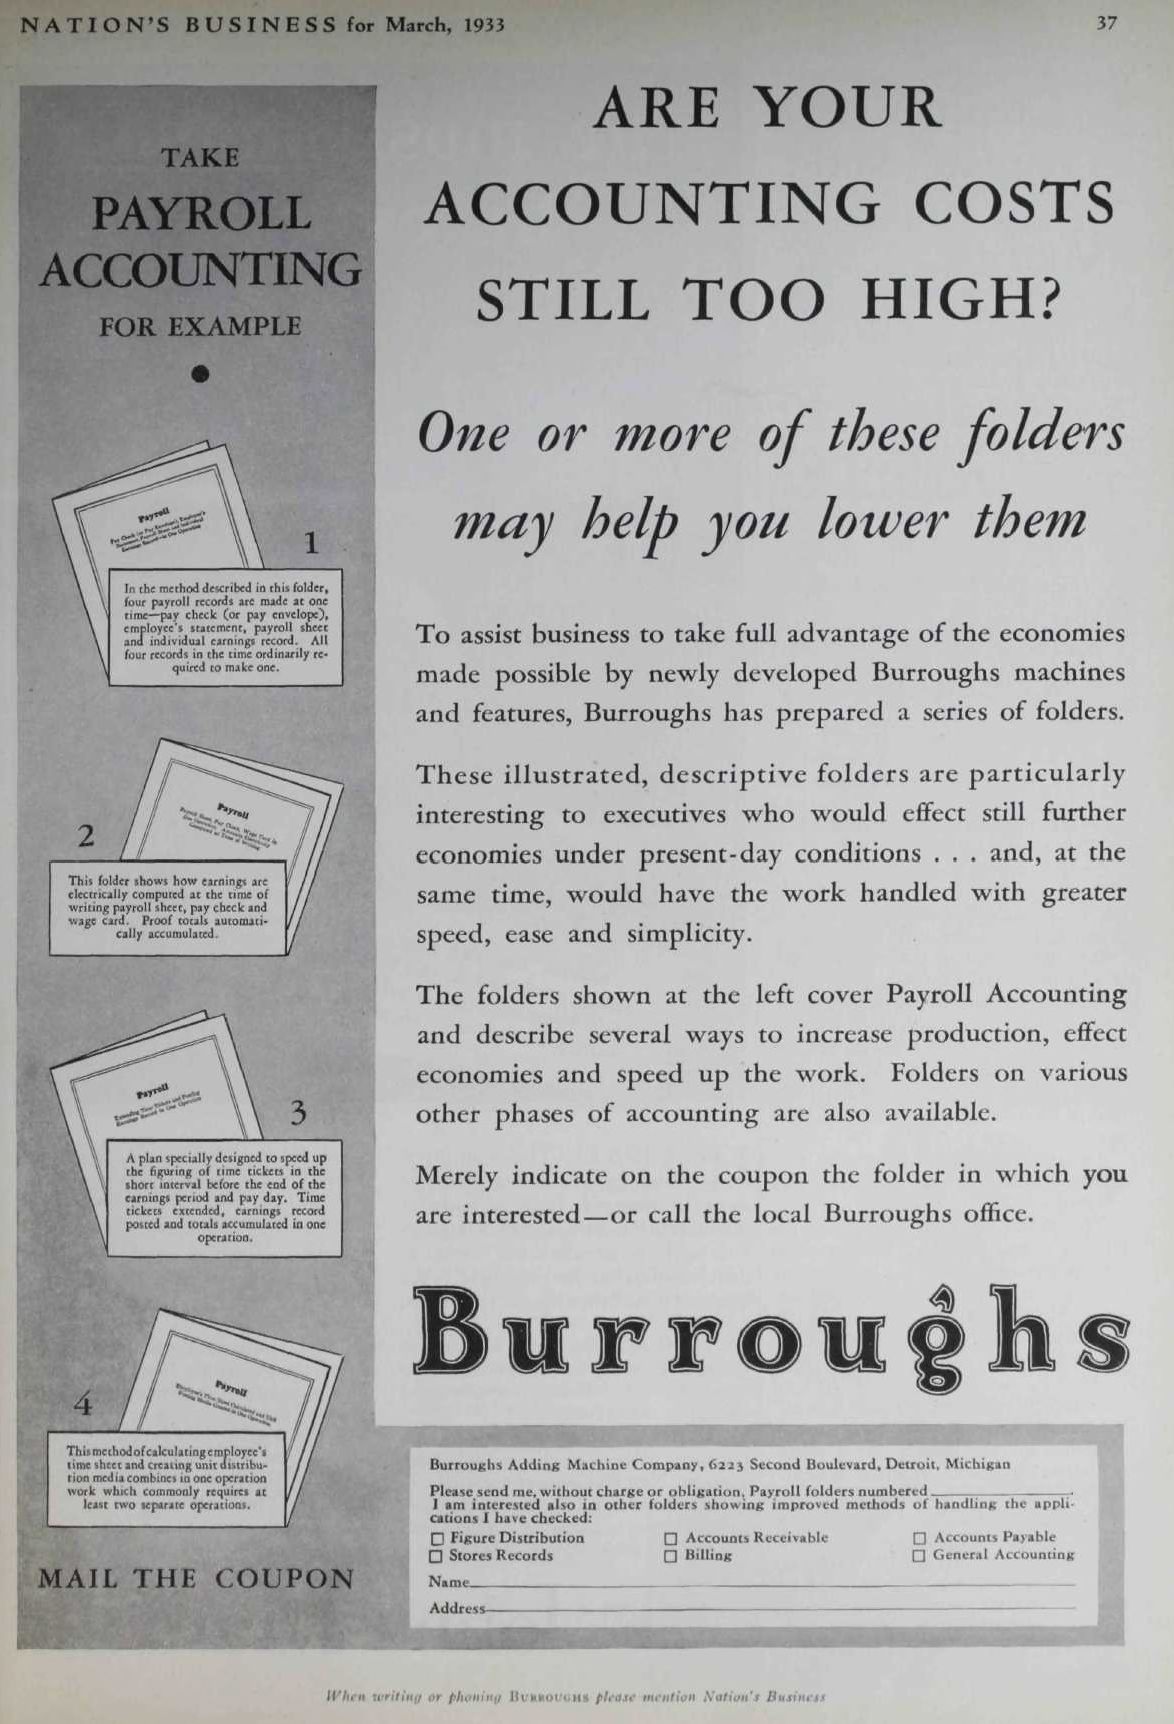 NATION'S BUSINESS for March, 1933
37
TAKE
PAYROLL
ACCOUNTING
FOR EXAMPLE
Payroll
1
In the method described in this folder,
four payroll records are made at one
time—pay check (or pay envelope),
employee's statement, payroll sheet
and individual earnings record. All
four records in the time ordinarily re-
quired to make one.
Payroll
2
This folder shows how earnings are
electrically computed at the time of
writing payroll sheet, pay check and
wage card. Proof totals automati-
cally accumulated.
Payroll
3
A plan specially designed to speed up
the figuring of time tickets in the
short interval before the end of the
earnings period and pay day. Time
tickets extended, earnings record
posted and totals accumulated in one
operation.
Payroll
4
This method of calculating employee's
time sheet and creating unit distribu-
tion media combines in one operation
work which commonly requires at
least two separate operations.
MAIL THE COUPON
ARE YOUR
ACCOUNTING COSTS
STILL TOO HIGH?
One or more of these folders
may help you lower them
To assist business to take full advantage of the economies
made possible by newly developed Burroughs machines
and features, Burroughs has prepared a series of folders.
These illustrated, descriptive folders are particularly
interesting to executives who would effect still further
economies under present-day conditions . . . and, at the
same time, would have the work handled with greater
speed, ease and simplicity.
The folders shown at the left cover Payroll Accounting
and describe several ways to increase production, effect
economies and speed up the work. Folders on various
other phases of accounting are also available.
Merely indicate on the coupon the folder in which you
are interested—or call the local Burroughs office.
Burroughs
Burroughs Adding Machine Company, 6223 Second Boulevard, Detroit, Michigan
Please send me, without charge or obligation, Payroll folders numbered
I am interested also in other folders showing improved methods of handling the appli-
cations I have checked:
☐ Figure Distribution ☐ Accounts Receivable ☐ Accounts Payable
☐ Stores Records ☐ Billing ☐ General Accounting
Name
Address
When writing or phoning BURROUGHS please mention Nation's Business